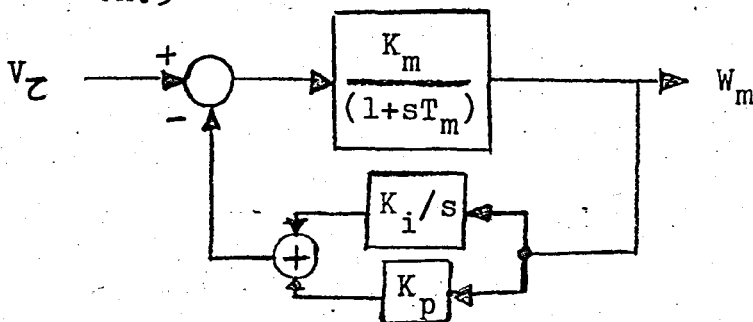 K_m
V_τ + (1+sT_m) W_m
-
K_i/s
+
K_p